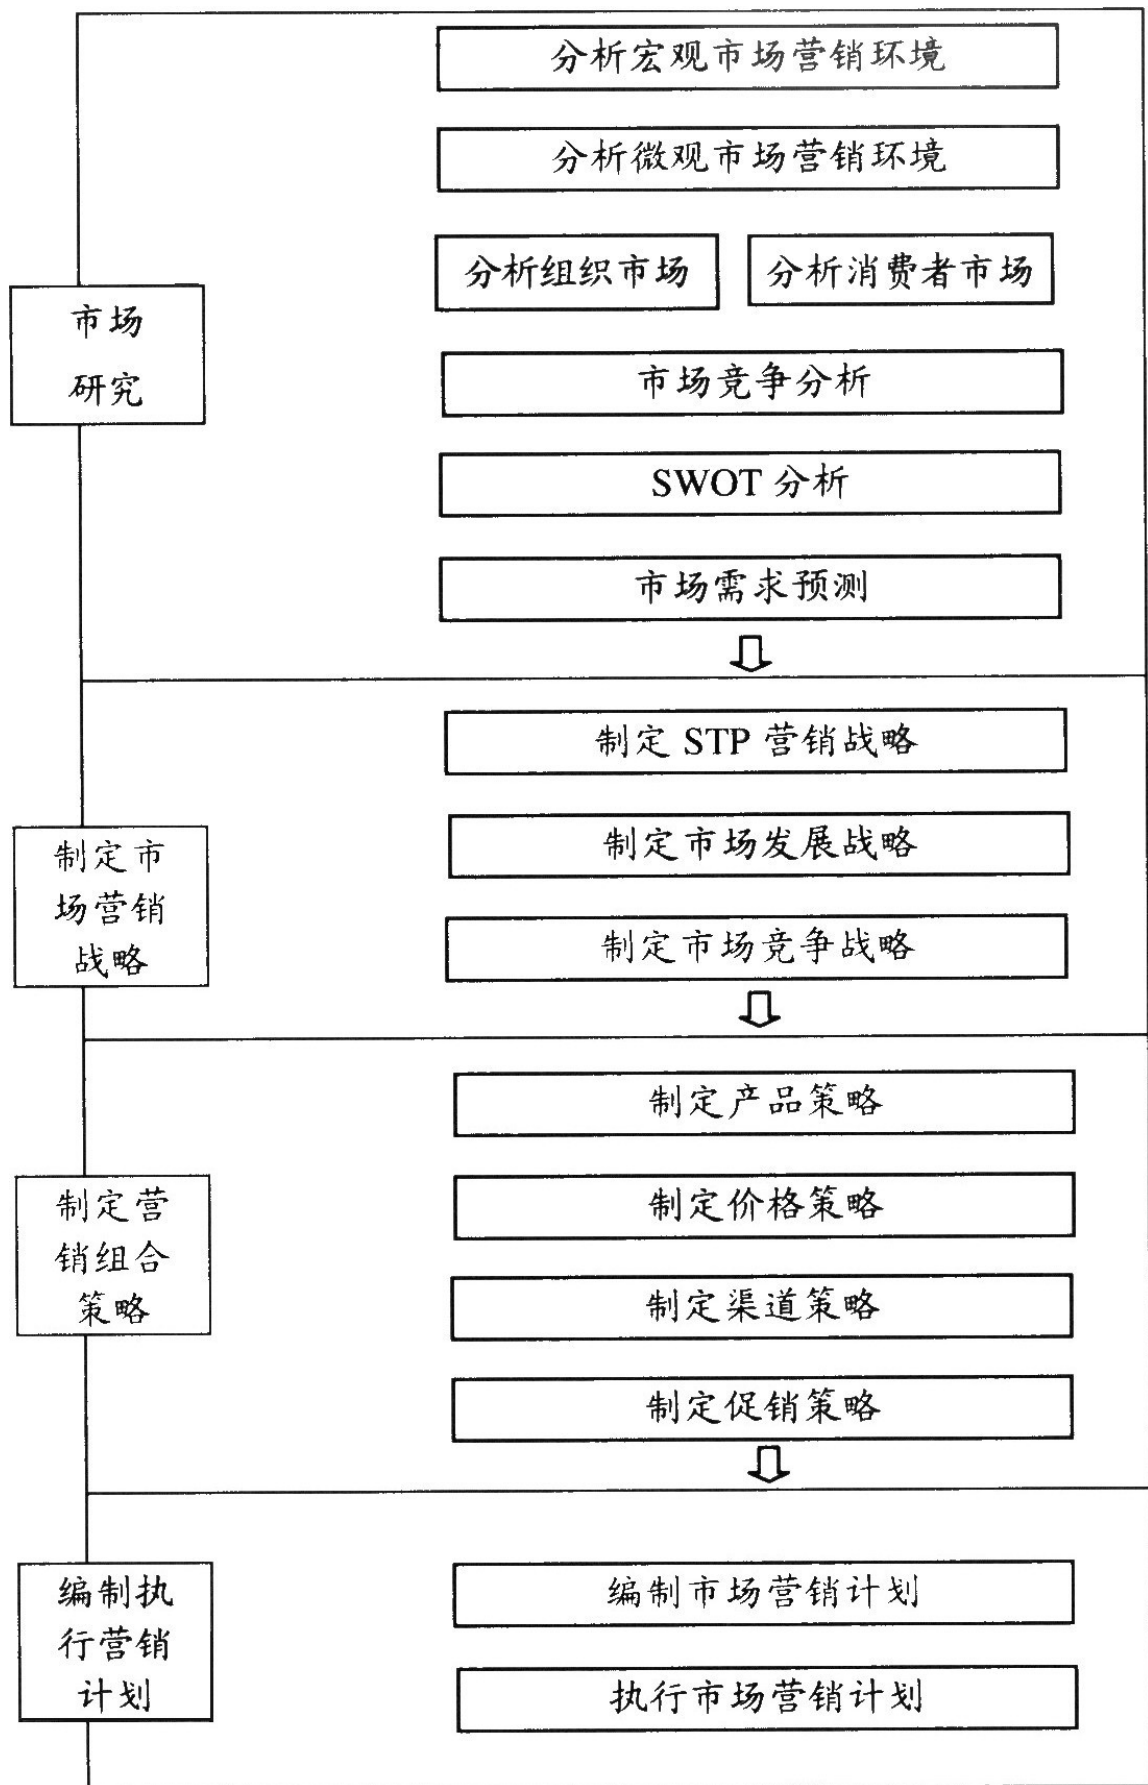 分析宏观市场营销环境
分析微观市场营销环境
分析组织市场
分析消费者市场
市场
研究
市场竞争分析
SWOT 分析
市场需求预测
制定 STP 营销战略
制定市场发展战略
制定市场竞争战略
制定市
场营销
战略
制定产品策略
制定价格策略
制定渠道策略
制定促销策略
制定营
销组合
策略
编制市场营销计划
执行市场营销计划
编制执
行营销
计划